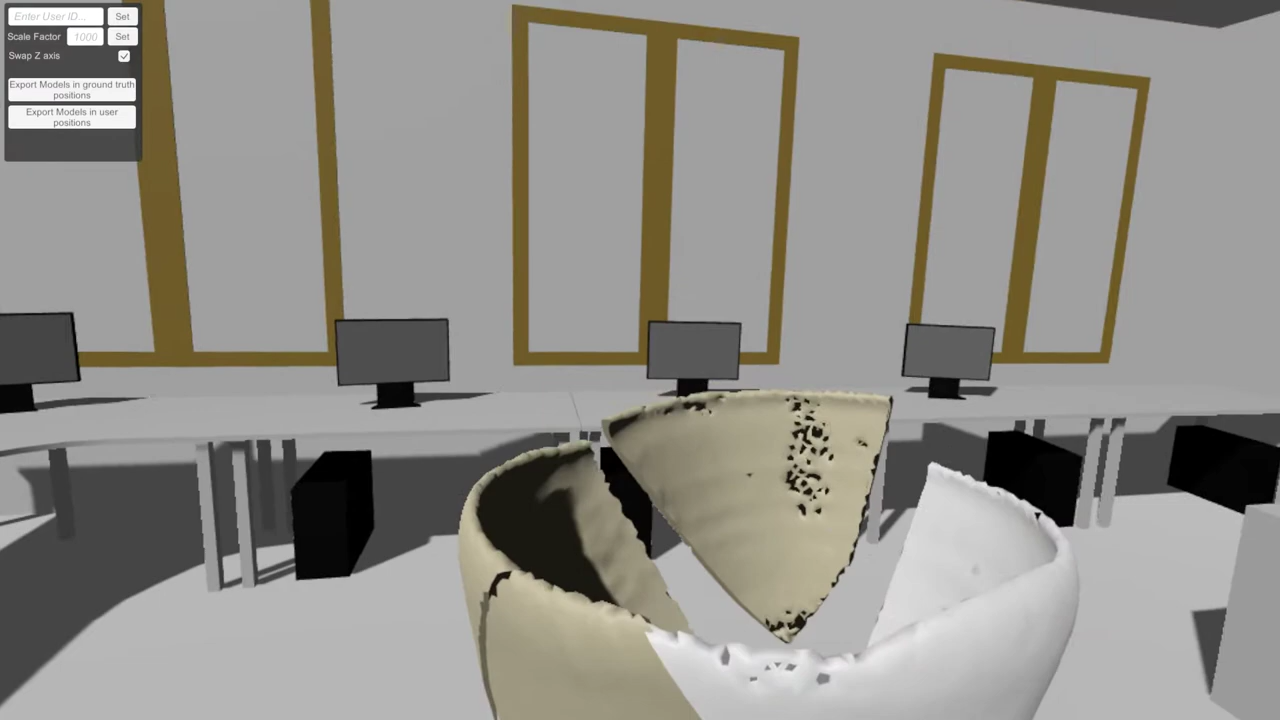 Enter User ID...
Set
Scale Factor
1000
Set
Swap Z axis
Export Models in ground truth
positions
Export Models in user
positions